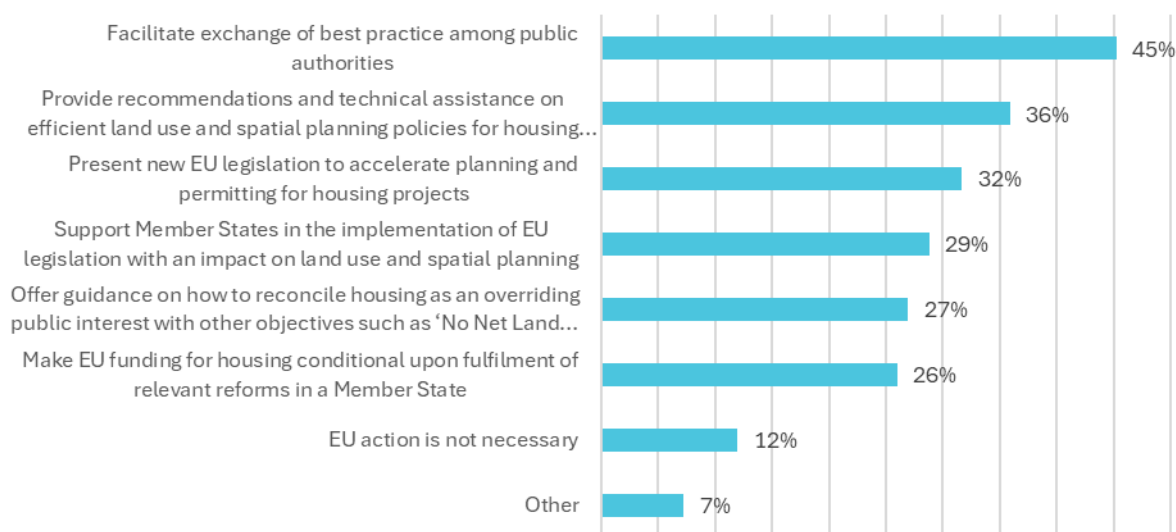 Facilitate exchange of best practice among public
authorities
45%
Provide recommendations and technical assistance on
efficient land use and spatial planning policies for housing...
36%
Present new EU legislation to accelerate planning and
permitting for housing projects
32%
Support Member States in the implementation of EU
legislation with an impact on land use and spatial planning
29%
Offer guidance on how to reconcile housing as an overriding
public interest with other objectives such as ‘No Net Land...
27%
Make EU funding for housing conditional upon fulfilment of
relevant reforms in a Member State
26%
EU action is not necessary
12%
Other
7%